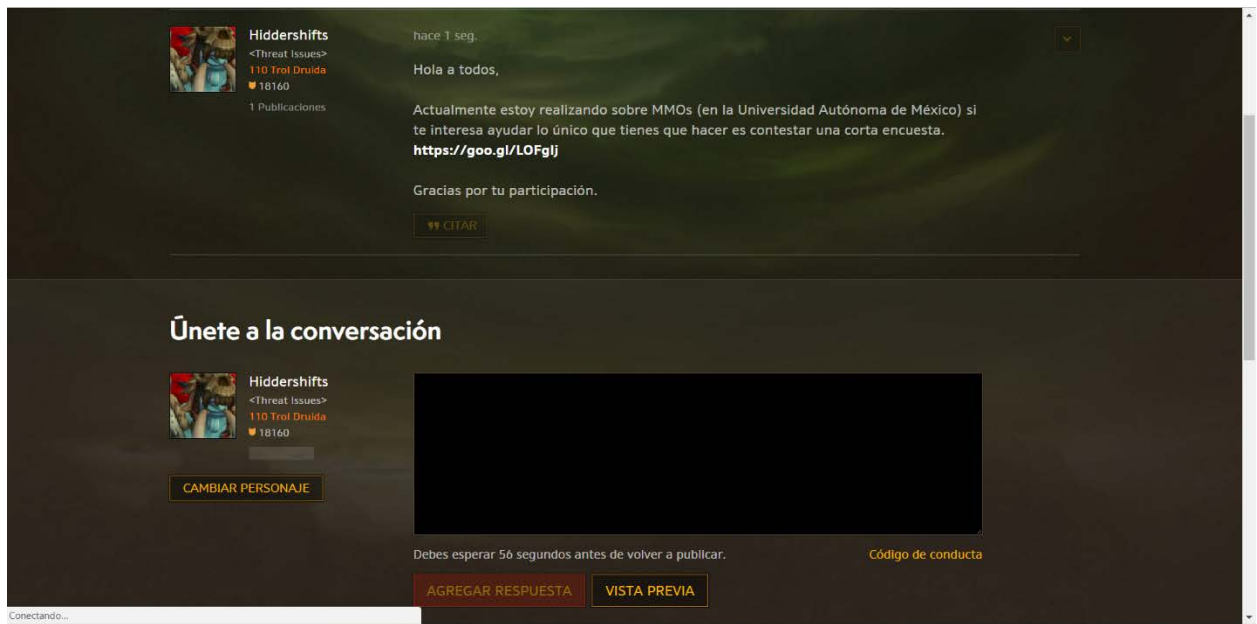 Hiddershifts
<Threat Issues>
110 Trol Druida
18160
1 Publicaciones
hace 1 seg.
Hola a todos,
Actualmente estoy realizando sobre MMOs (en la Universidad Autónoma de México) si
te interesa ayudar lo único que tienes que hacer es contestar una corta encuesta.
https://goo.gl/LOFglj
Gracias por tu participación.
CITAR
Únete a la conversación
Hiddershifts
<Threat Issues>
110 Trol Druida
18160
CAMBIAR PERSONAJE
Debes esperar 56 segundos antes de volver a publicar.
Código de conducta
AGREGAR RESPUESTA
VISTA PREVIA
Conectando...